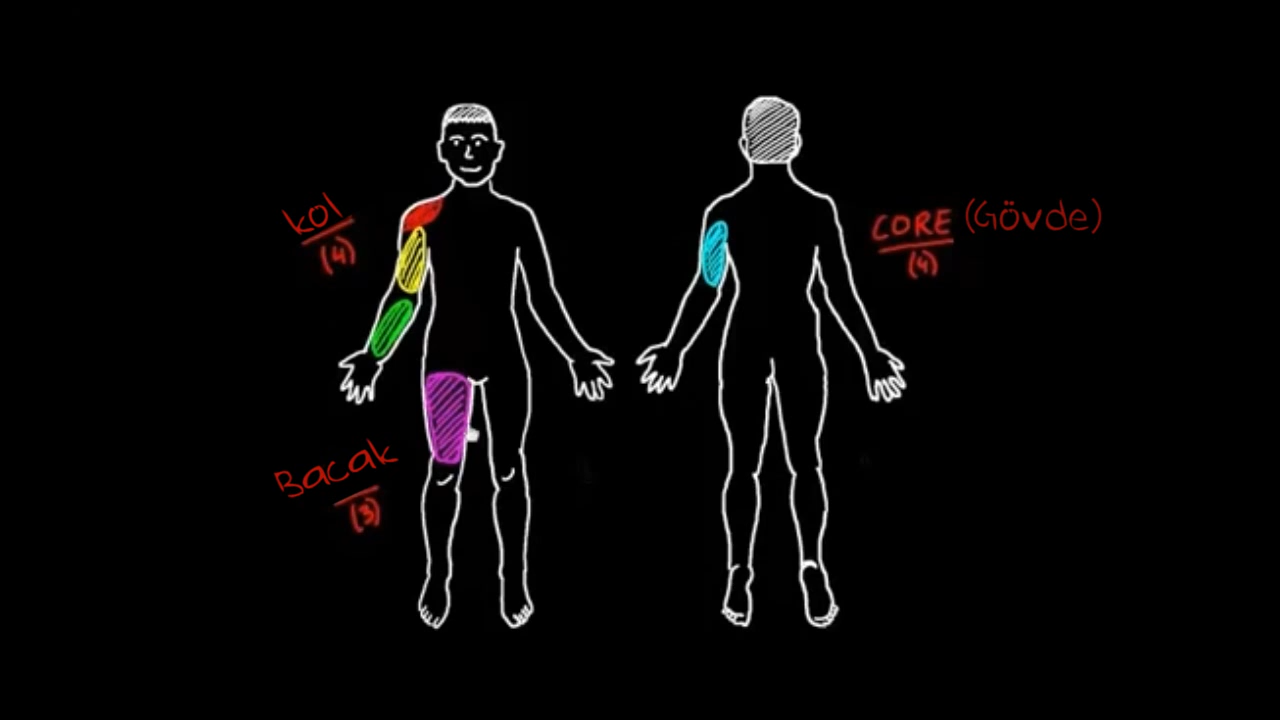 kol
(4)
CORE (Gövde)
(4)
Bacak
(3)